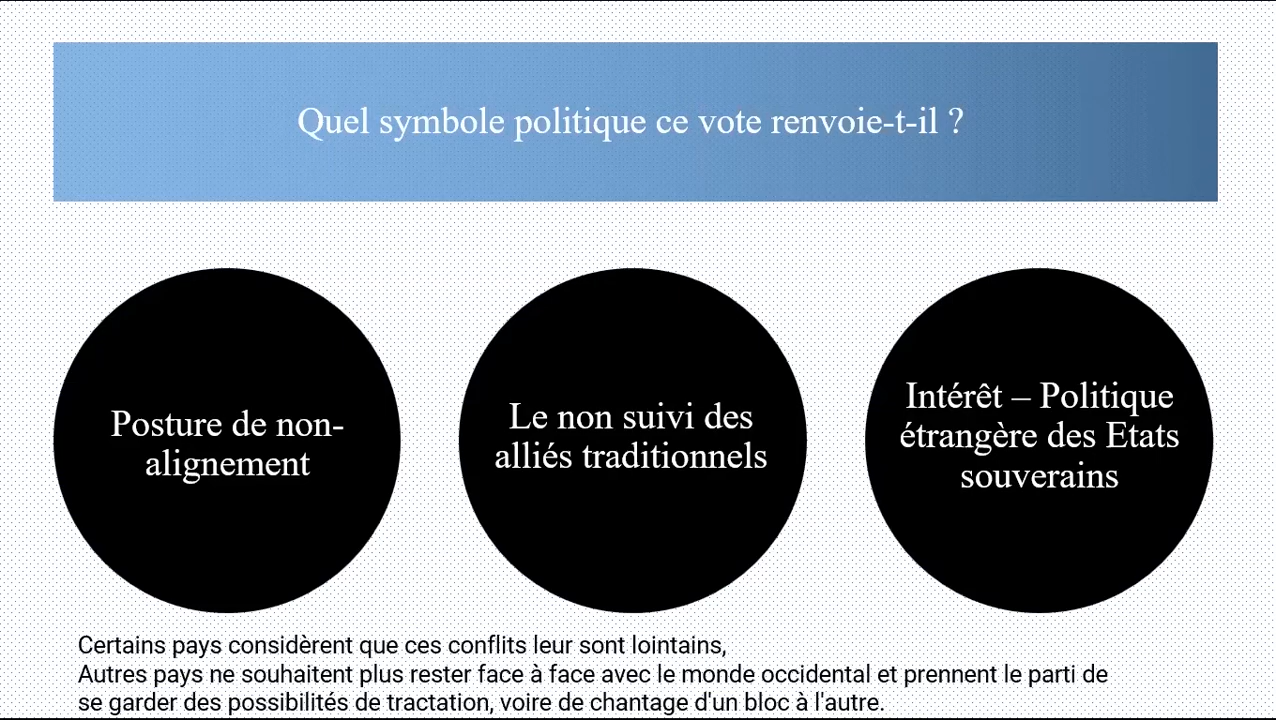 Quel symbole politique ce vote renvoie-t-il ?
Posture de non-
alignement
Le non suivi des
alliés traditionnels
Intérêt – Politique
étrangère des Etats
souverains
Certains pays considèrent que ces conflits leur sont lointains,
Autres pays ne souhaitent plus rester face à face avec le monde occidental et prennent le parti de
se garder des possibilités de tractation, voire de chantage d'un bloc à l'autre.